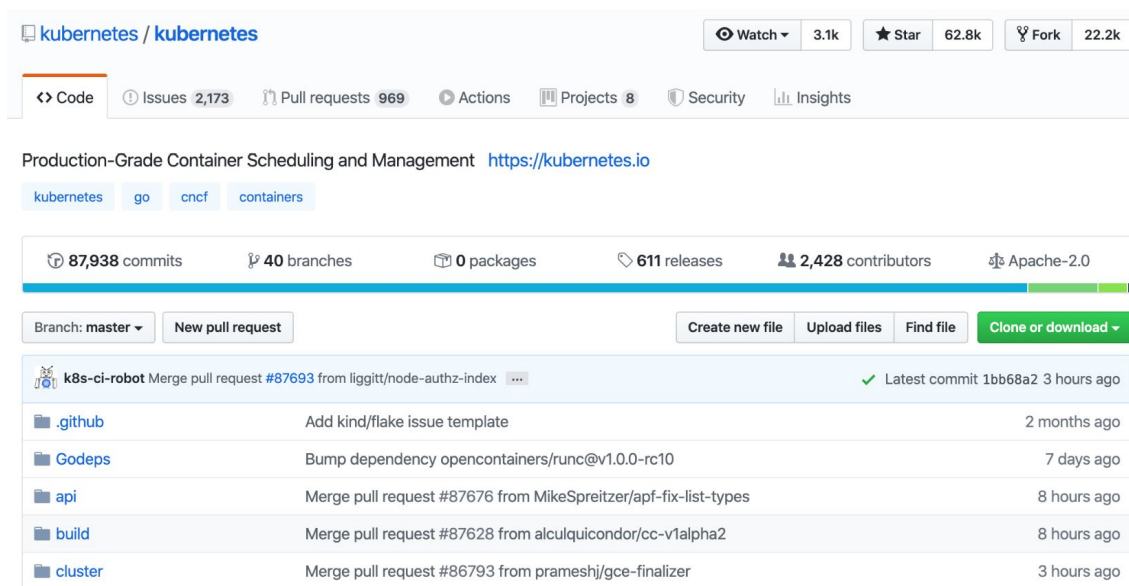 kubernetes / kubernetes
Watch 3.1k Star 62.8k Fork 22.2k
Code Issues 2,173 Pull requests 969 Actions Projects 8 Security Insights
Production-Grade Container Scheduling and Management https://kubernetes.io
kubernetes go cncf containers
87,938 commits 40 branches 0 packages 611 releases 2,428 contributors Apache-2.0
Branch: master New pull request Create new file Upload files Find file Clone or download
k8s-ci-robot Merge pull request #87693 from liggitt/node-authz-index ... Latest commit 1bb68a2 3 hours ago
.github Add kind/flake issue template 2 months ago
Godeps Bump dependency opencontainers/runc@v1.0.0-rc10 7 days ago
api Merge pull request #87676 from MikeSpreitzer/apf-fix-list-types 8 hours ago
build Merge pull request #87628 from alculquicondor/cc-v1alpha2 8 hours ago
cluster Merge pull request #86793 from prameshj/gce-finalizer 3 hours ago